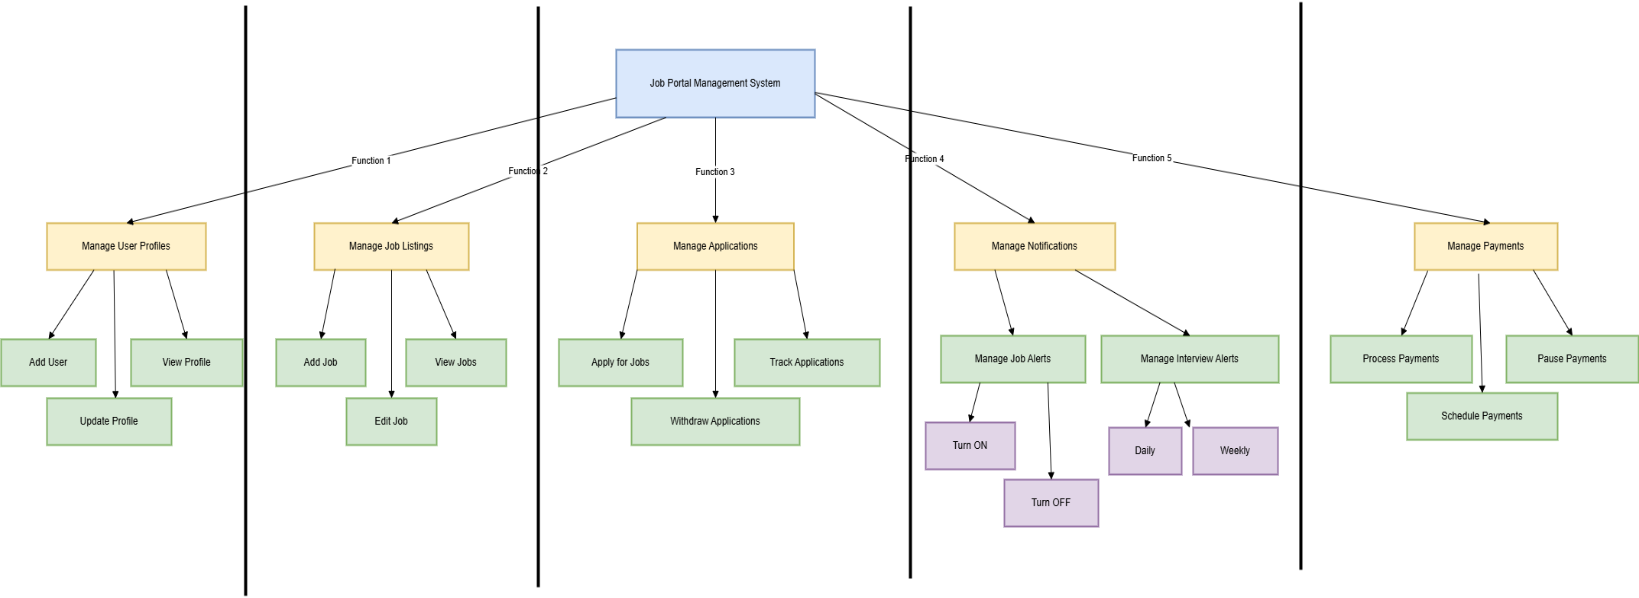 Job Portal Management System
Function 1
Function 2
Function 3
Function 4
Function 5
Manage User Profiles
Manage Job Listings
Manage Applications
Manage Notifications
Manage Payments
Add User
View Profile
Update Profile
Add Job
View Jobs
Edit Job
Apply for Jobs
Track Applications
Withdraw Applications
Manage Job Alerts
Manage Interview Alerts
Turn ON
Turn OFF
Daily
Weekly
Process Payments
Pause Payments
Schedule Payments